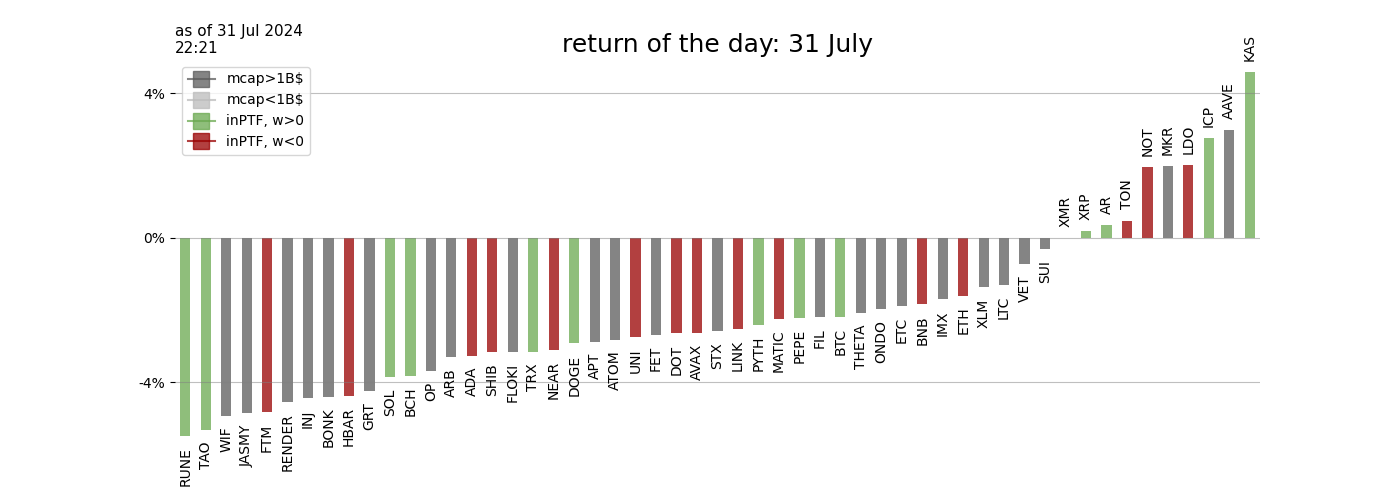 as of 31 Jul 2024
22:21
return of the day: 31 July
mcap>1B$
mcap<1B$
inPTF, w>0
inPTF, w<0
4%
0%
-4%
RUNE
TAO
WIF
JASMY
FTM
RENDER
INJ
BONK
HBAR
GRT
SOL
BCH
OP
ARB
ADA
SHIB
FLOKI
TRX
NEAR
DOGE
APT
ATOM
UNI
FET
DOT
AVAX
STX
LINK
PYTH
MATIC
PEPE
FIL
BTC
THETA
ONDO
ETC
BNB
IMX
ETH
XLM
LTC
VET
SUI
XMR
XRP
AR
TON
NOT
MKR
LDO
ICP
AAVE
KAS